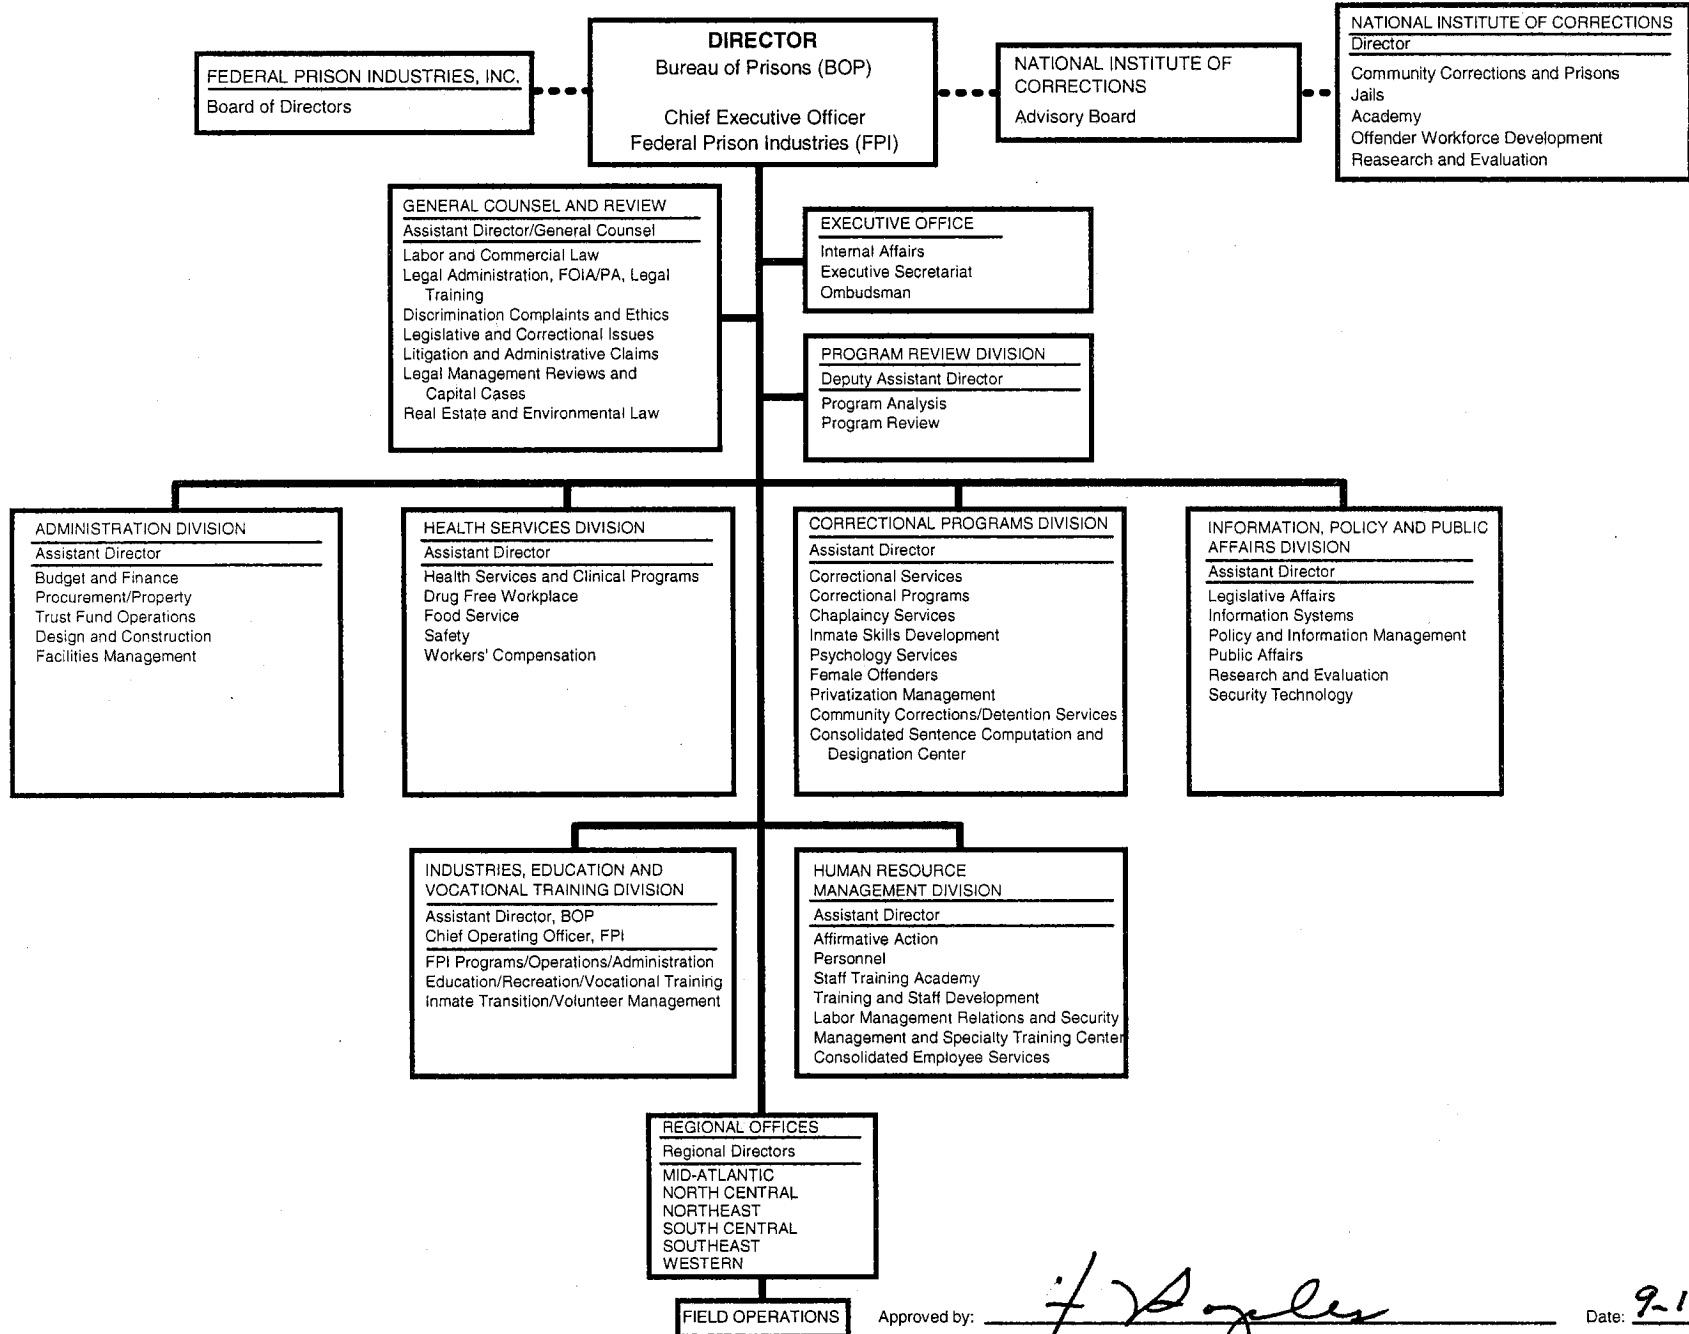 FEDERAL PRISON INDUSTRIES, INC.
Board of Directors
DIRECTOR
Bureau of Prisons (BOP)
Chief Executive Officer
Federal Prison Industries (FPI)
NATIONAL INSTITUTE OF
CORRECTIONS
Advisory Board
NATIONAL INSTITUTE OF CORRECTIONS
Director
Community Corrections and Prisons
Jails
Academy
Offender Workforce Development
Reasearch and Evaluation
GENERAL COUNSEL AND REVIEW
Assistant Director/General Counsel
Labor and Commercial Law
Legal Administration, FOIA/PA, Legal
Training
Discrimination Complaints and Ethics
Legislative and Correctional Issues
Litigation and Administrative Claims
Legal Management Reviews and
Capital Cases
Real Estate and Environmental Law
EXECUTIVE OFFICE
Internal Affairs
Executive Secretariat
Ombudsman
PROGRAM REVIEW DIVISION
Deputy Assistant Director
Program Analysis
Program Review
ADMINISTRATION DIVISION
Assistant Director
Budget and Finance
Procurement/Property
Trust Fund Operations
Design and Construction
Facilities Management
HEALTH SERVICES DIVISION
Assistant Director
Health Services and Clinical Programs
Drug Free Workplace
Food Service
Safety
Workers' Compensation
CORRECTIONAL PROGRAMS DIVISION
Assistant Director
Correctional Services
Correctional Programs
Chaplaincy Services
Inmate Skills Development
Psychology Services
Female Offenders
Privatization Management
Community Corrections/Detention Services
Consolidated Sentence Computation and
Designation Center
INFORMATION, POLICY AND PUBLIC
AFFAIRS DIVISION
Assistant Director
Legislative Affairs
Information Systems
Policy and Information Management
Public Affairs
Research and Evaluation
Security Technology
INDUSTRIES, EDUCATION AND
VOCATIONAL TRAINING DIVISION
Assistant Director, BOP
Chief Operating Officer, FPI
FPI Programs/Operations/Administration
Education/Recreation/Vocational Training
Inmate Transition/Volunteer Management
HUMAN RESOURCE
MANAGEMENT DIVISION
Assistant Director
Affirmative Action
Personnel
Staff Training Academy
Training and Staff Development
Labor Management Relations and Security
Management and Specialty Training Center
Consolidated Employee Services
REGIONAL OFFICES
Regional Directors
MID-ATLANTIC
NORTH CENTRAL
NORTHEAST
SOUTH CENTRAL
SOUTHEAST
WESTERN
FIELD OPERATIONS
Approved by:
Date: 9-1